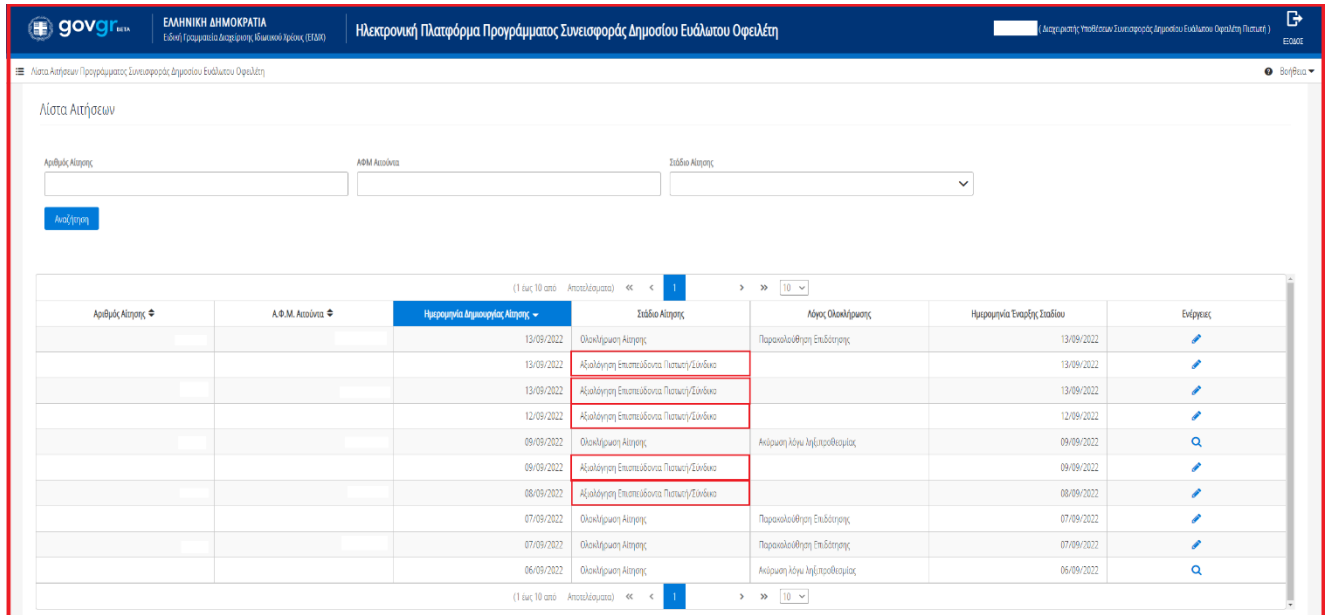 govgr BETA
ΕΛΛΗΝΙΚΗ ΔΗΜΟΚΡΑΤΙΑ
Ειδική Γραμματεία Διαχείρισης Ιδιωτικού Χρέους (ΕΓΔΙΧ)
Ηλεκτρονική Πλατφόρμα Προγράμματος Συνεισφοράς Δημοσίου Ευάλωτου Οφειλέτη
( Διαχειριστής Υποθέσεων Συνεισφοράς Δημοσίου Ευάλωτου Οφειλέτη Πιστωτή )
ΕΞΟΔΟΣ
Λίστα Αιτήσεων Προγράμματος Συνεισφοράς Δημοσίου Ευάλωτου Οφειλέτη
Βοήθεια
Λίστα Αιτήσεων
Αριθμός Αίτησης ΑΦΜ Αιτούντα Στάδιο Αίτησης
Αναζήτηση
(1 έως 10 από Αποτελέσματα) 1 10
Αριθμός Αίτησης Α.Φ.Μ. Αιτούντα Ημερομηνία Δημιουργίας Αίτησης Στάδιο Αίτησης Λόγος Ολοκλήρωσης Ημερομηνία Έναρξης Σταδίου Ενέργειες
13/09/2022 Ολοκλήρωση Αίτησης Παρακολούθηση Επιδότησης 13/09/2022
13/09/2022 Αξιολόγηση Επισπεύδοντα Πιστωτή/Σύνδικο 13/09/2022
13/09/2022 Αξιολόγηση Επισπεύδοντα Πιστωτή/Σύνδικο 13/09/2022
12/09/2022 Αξιολόγηση Επισπεύδοντα Πιστωτή/Σύνδικο 12/09/2022
09/09/2022 Ολοκλήρωση Αίτησης Ακύρωση λόγω ληξιπροθεσμίας 09/09/2022
09/09/2022 Αξιολόγηση Επισπεύδοντα Πιστωτή/Σύνδικο 09/09/2022
08/09/2022 Αξιολόγηση Επισπεύδοντα Πιστωτή/Σύνδικο 08/09/2022
07/09/2022 Ολοκλήρωση Αίτησης Παρακολούθηση Επιδότησης 07/09/2022
07/09/2022 Ολοκλήρωση Αίτησης Παρακολούθηση Επιδότησης 07/09/2022
06/09/2022 Ολοκλήρωση Αίτησης Ακύρωση λόγω ληξιπροθεσμίας 06/09/2022
(1 έως 10 από Αποτελέσματα) 1 10